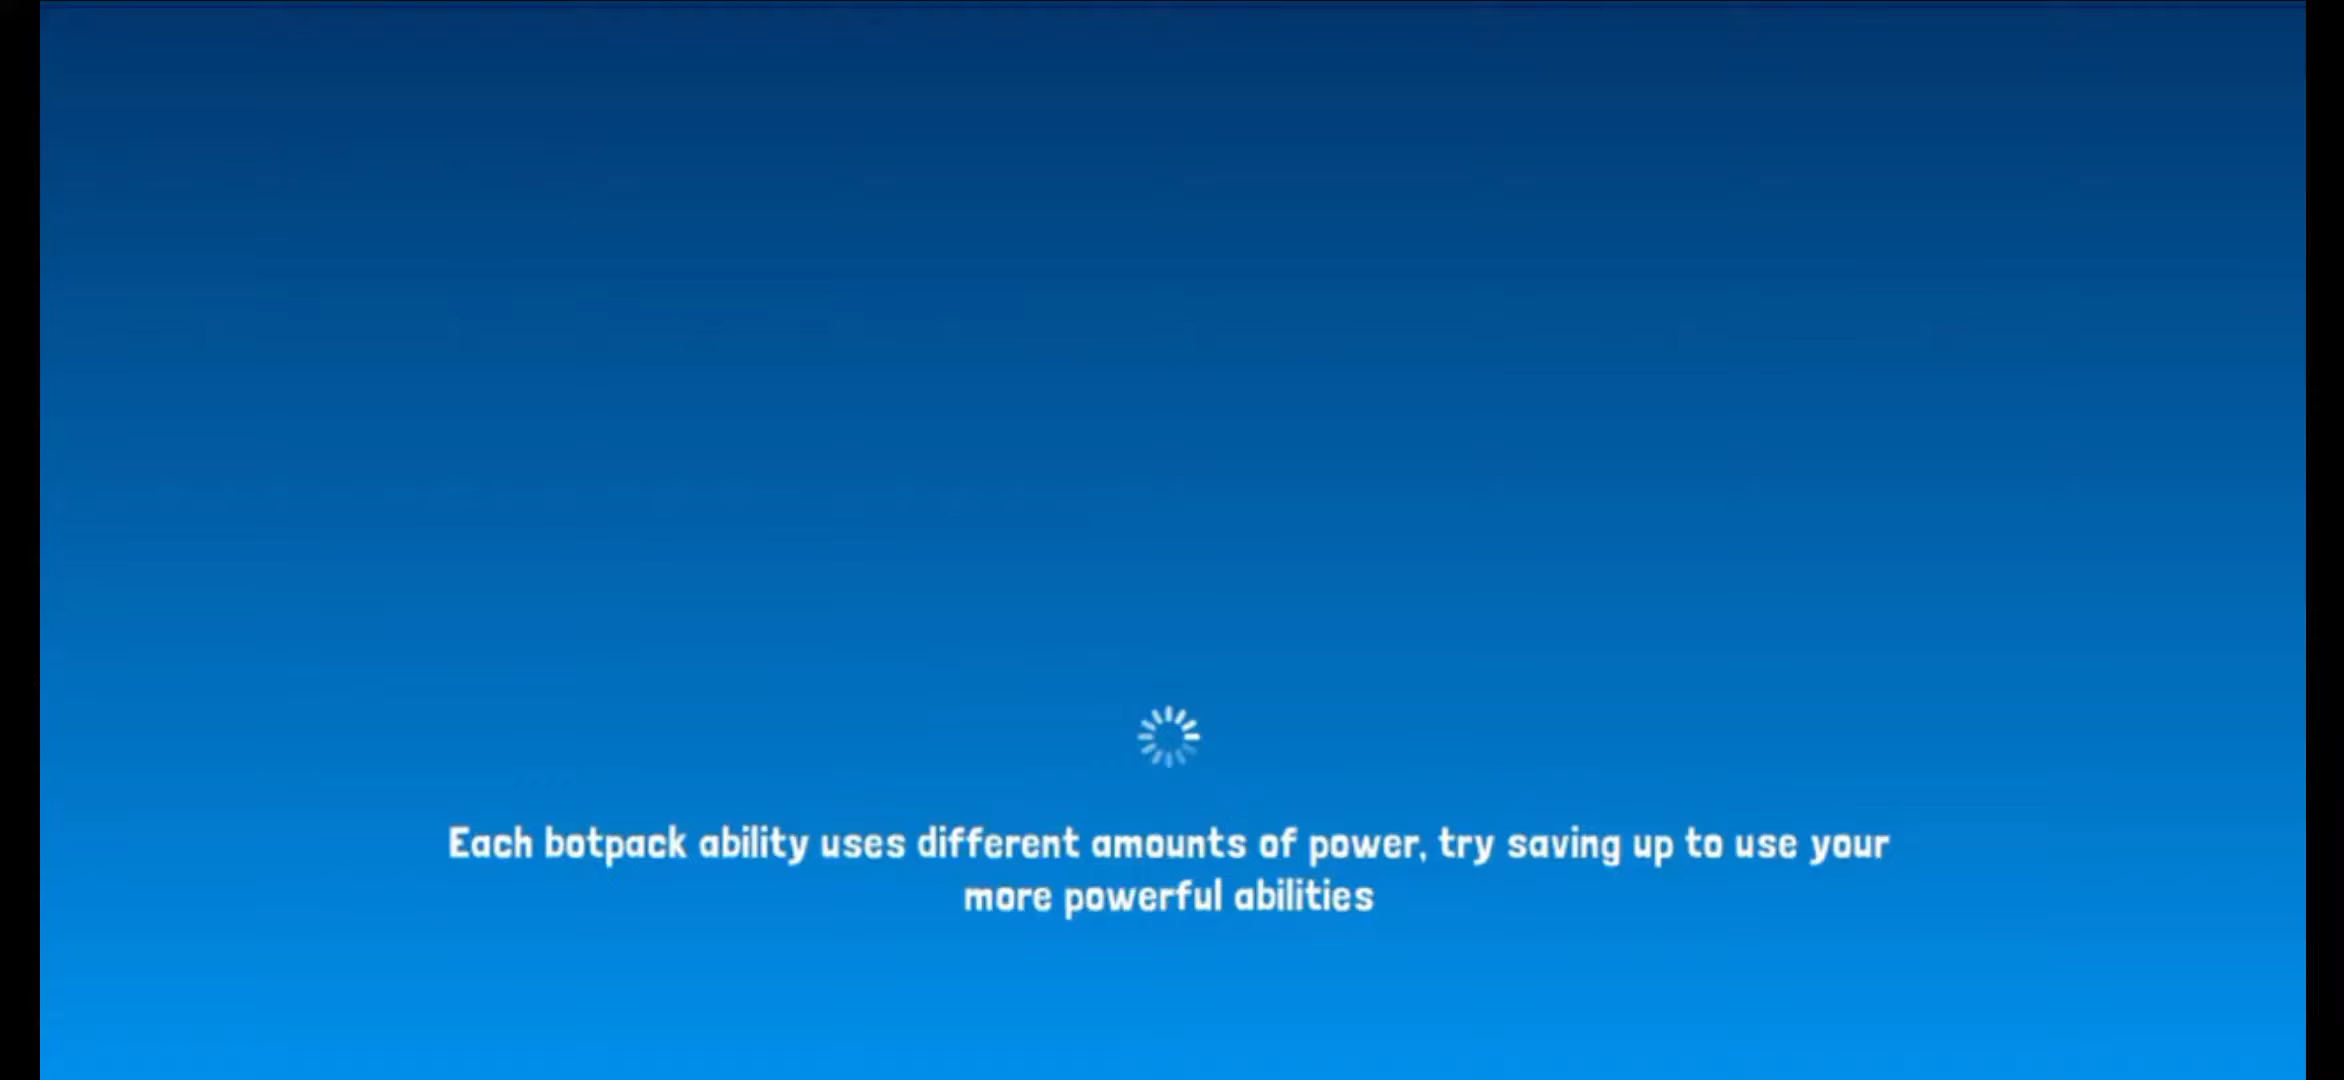 Each botpack ability uses different amounts of power, try saving up to use your
more powerful abilities